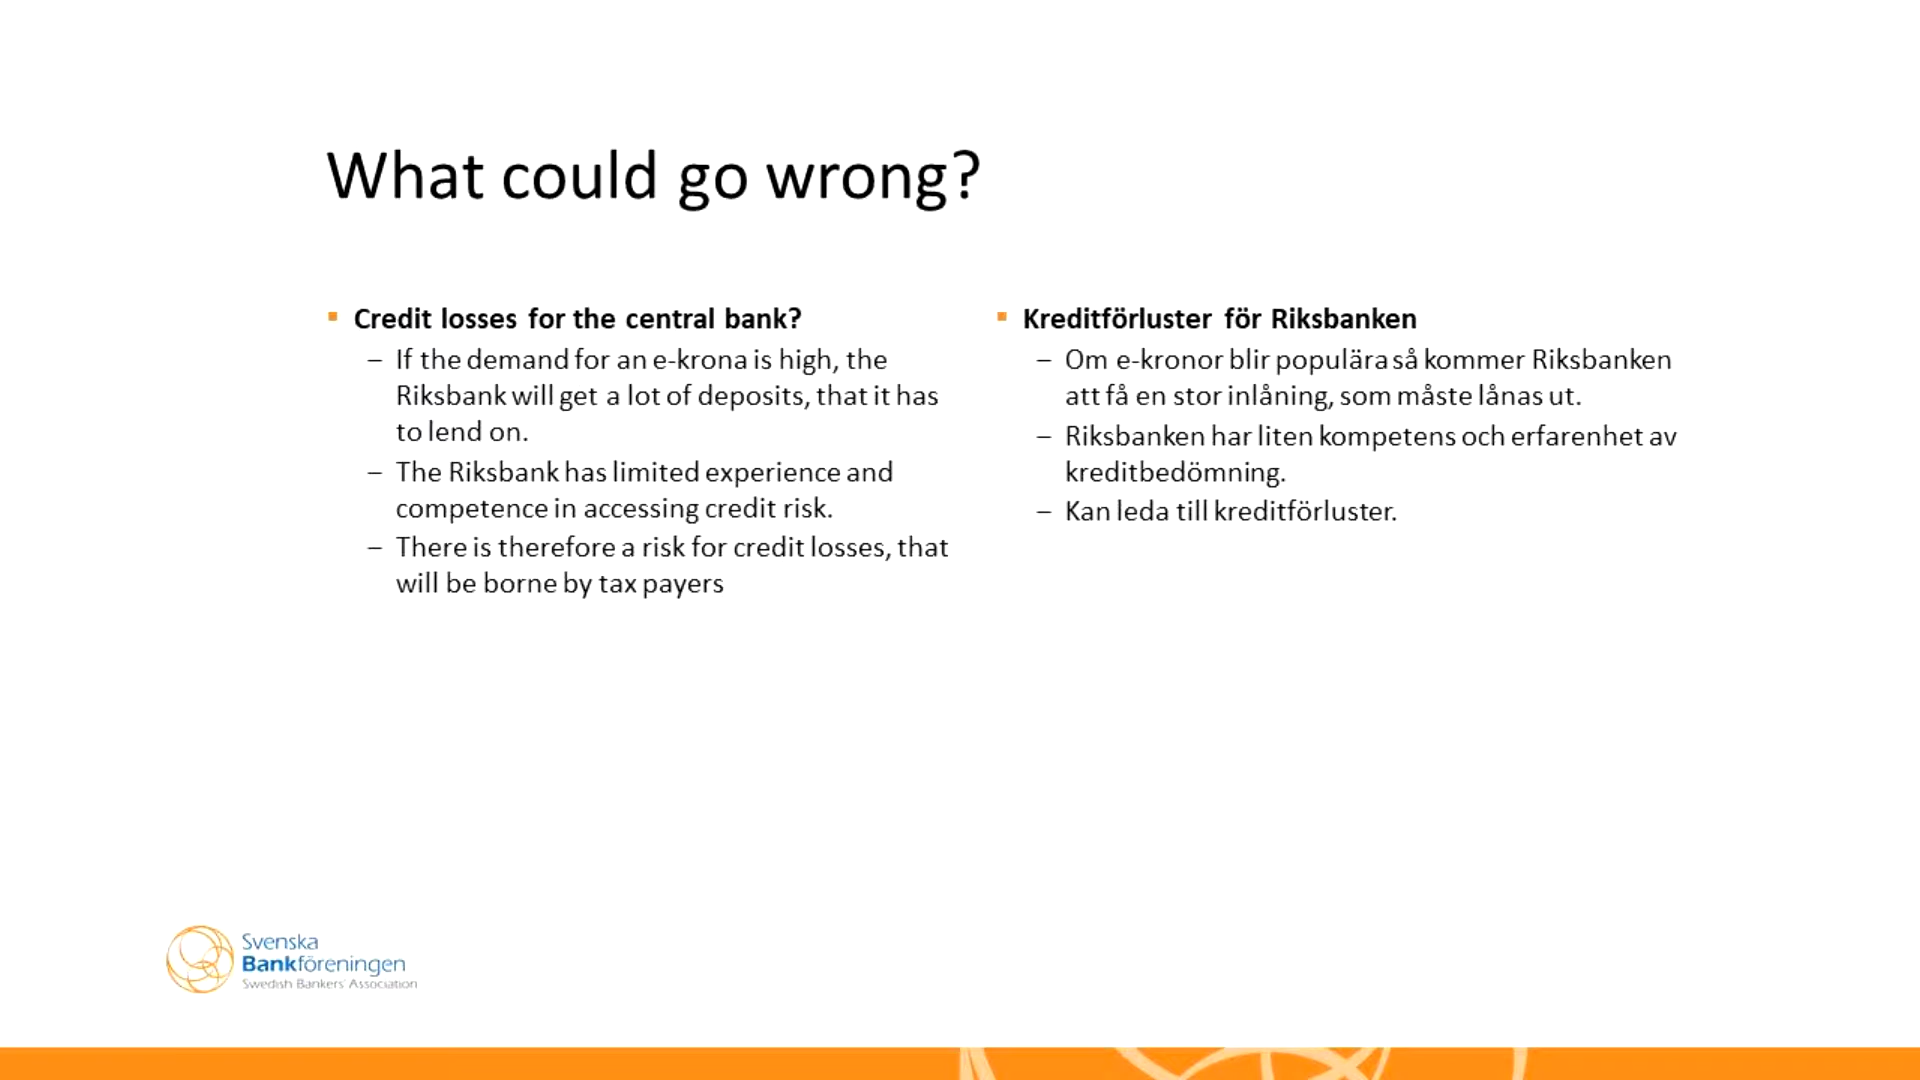 What could go wrong?
▪ Credit losses for the central bank?
– If the demand for an e-krona is high, the
Riksbank will get a lot of deposits, that it has
to lend on.
– The Riksbank has limited experience and
competence in accessing credit risk.
– There is therefore a risk for credit losses, that
will be borne by tax payers
▪ Kreditförluster för Riksbanken
– Om e-kronor blir populära så kommer Riksbanken
att få en stor inlåning, som måste lånas ut.
– Riksbanken har liten kompetens och erfarenhet av
kreditbedömning.
– Kan leda till kreditförluster.
Svenska
Bankföreningen
Swedish Bankers' Association